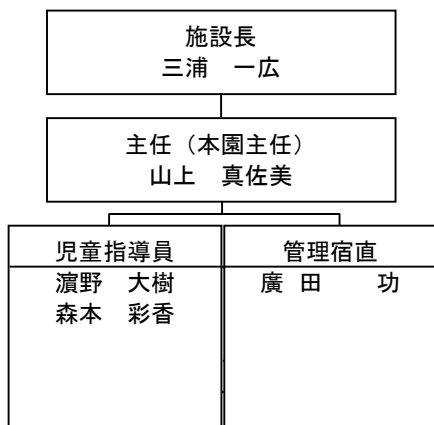 施設長
三浦　一広
主任（本園主任）
山上　真佐美
児童指導員
濵野　大樹
森本　彩香
管理宿直
廣 田　　功